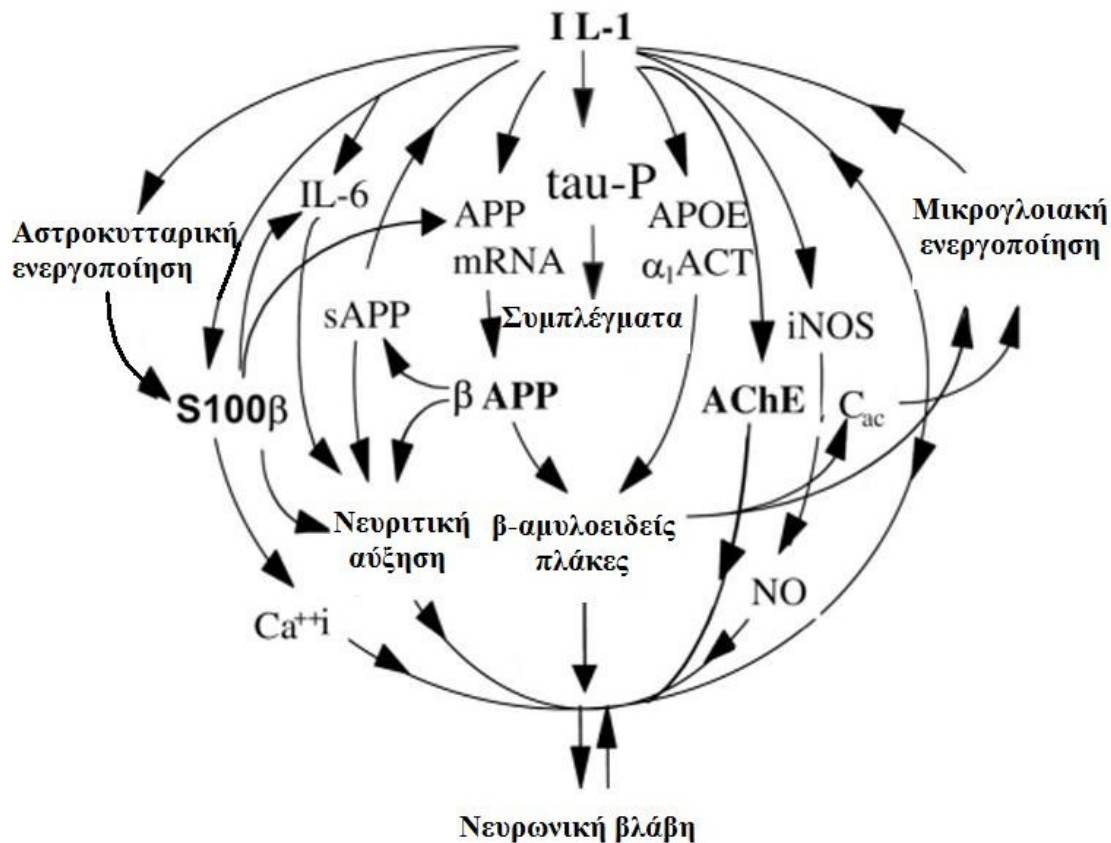 I L-1
IL-6
tau-P
APP
mRNA
APOE
α₁ACT
Αστροκυτταρική
ενεργοποίηση
Μικρογλοιακή
ενεργοποίηση
sAPP
Συμπλέγματα
iNOS
S100β
β APP
AChE
Cac
Νευριτική
αύξηση
β-αμυλοειδείς
πλάκες
NO
Ca⁺⁺i
Νευρωνική βλάβη